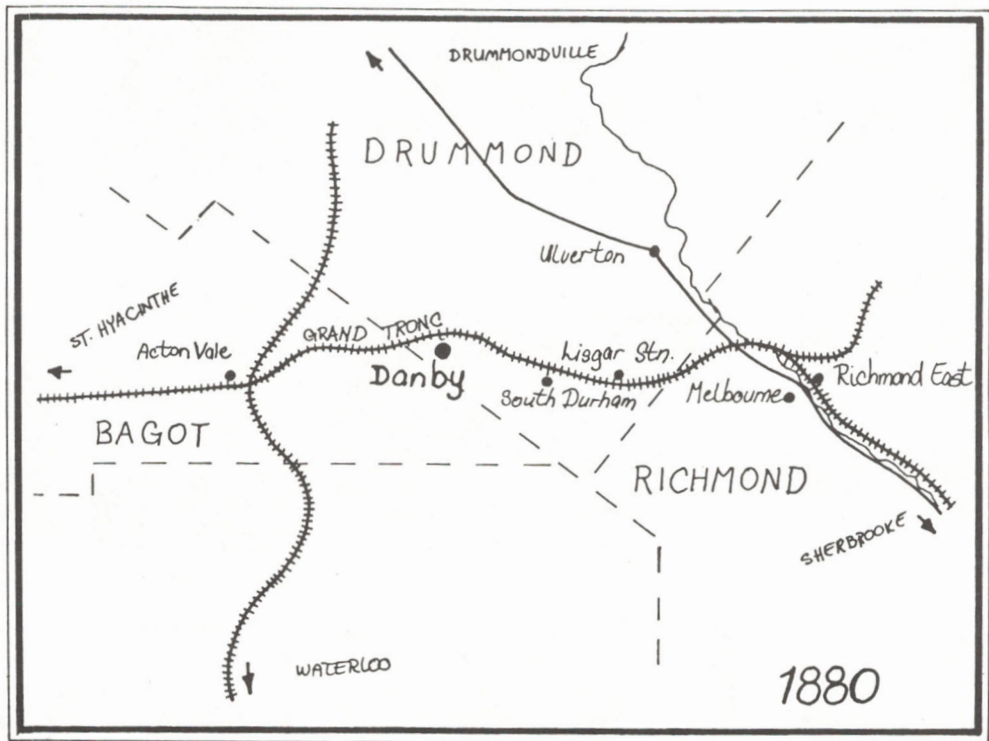 DRUMMONDVILLE
DRUMMOND
Ulverton
ST. HYACINTHE
GRAND TRONC
Acton Vale
Danby
Lisgar Stn.
South Durham
Melbourne
Richmond East
BAGOT
RICHMOND
SHERBROOKE
WATERLOO
1880